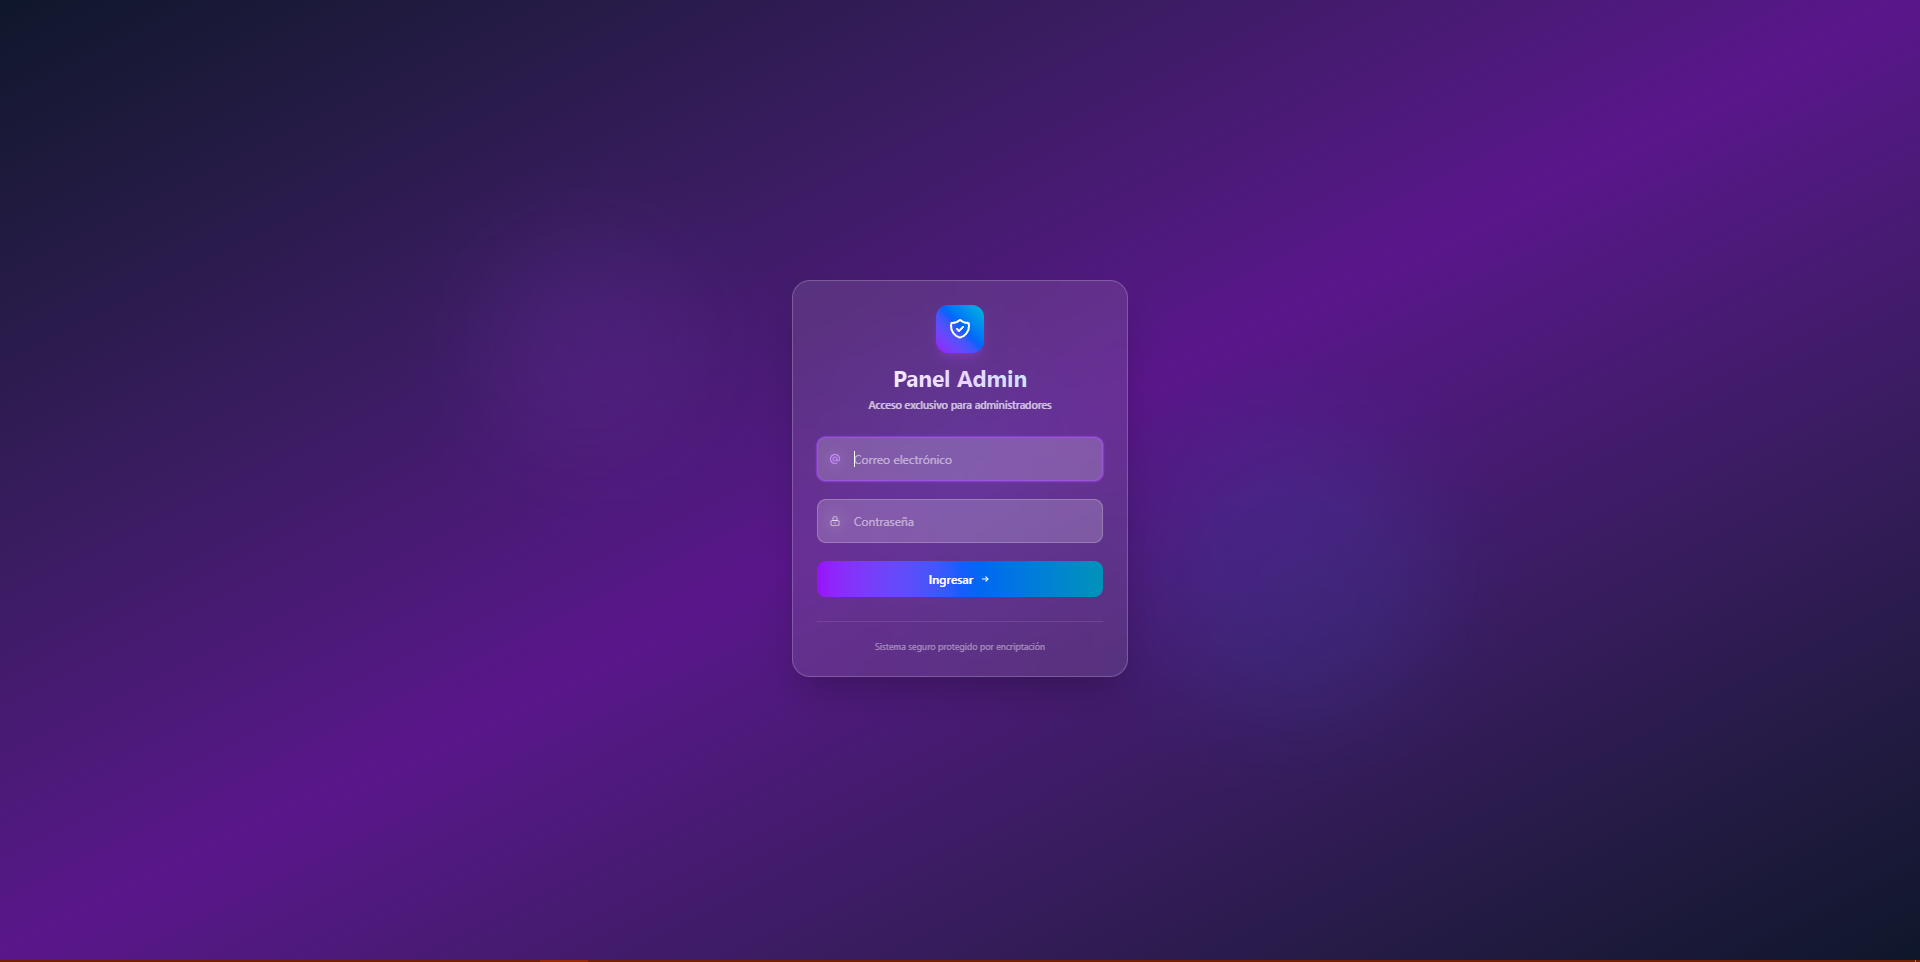 Panel Admin
Acceso exclusivo para administradores
Correo electrónico
Contraseña
Ingresar →
Sistema seguro protegido por encriptación